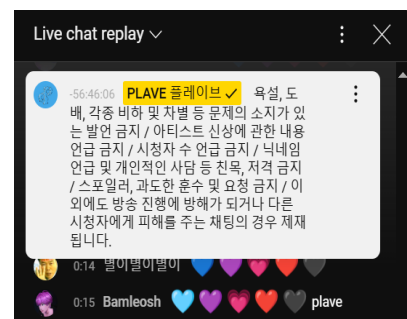 Live chat replay
-56:46:06 PLAVE 플레이브 ✓ 욕설, 도
배, 각종 비하 및 차별 등 문제의 소지가 있
는 발언 금지 / 아티스트 신상에 관한 내용
언급 금지 / 시청자 수 언급 금지 / 닉네임
언급 및 개인적인 사담 등 친목, 저격 금지
/ 스포일러, 과도한 훈수 및 요청 금지 / 이
외에도 방송 진행에 방해가 되거나 다른
시청자에게 피해를 주는 채팅의 경우 제재
됩니다.
0:14 별이별이별이 💙💜💗❤️🖤
0:15 Bamleosh 🩵💜💗❤️🖤 plave